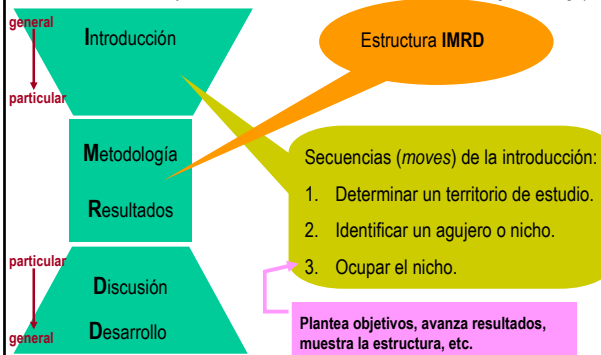 general
particular
Introducción
Estructura IMRD
Metodología
Resultados
Secuencias (moves) de la introducción:
1. Determinar un territorio de estudio.
2. Identificar un agujero o nicho.
3. Ocupar el nicho.
particular
general
Discusión
Desarrollo
Plantea objetivos, avanza resultados,
muestra la estructura, etc.